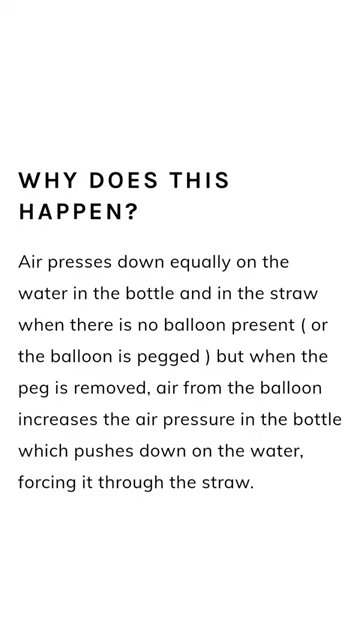 WHY DOES THIS
HAPPEN?
Air presses down equally on the
water in the bottle and in the straw
when there is no balloon present ( or
the balloon is pegged ) but when the
peg is removed, air from the balloon
increases the air pressure in the bottle
which pushes down on the water,
forcing it through the straw.